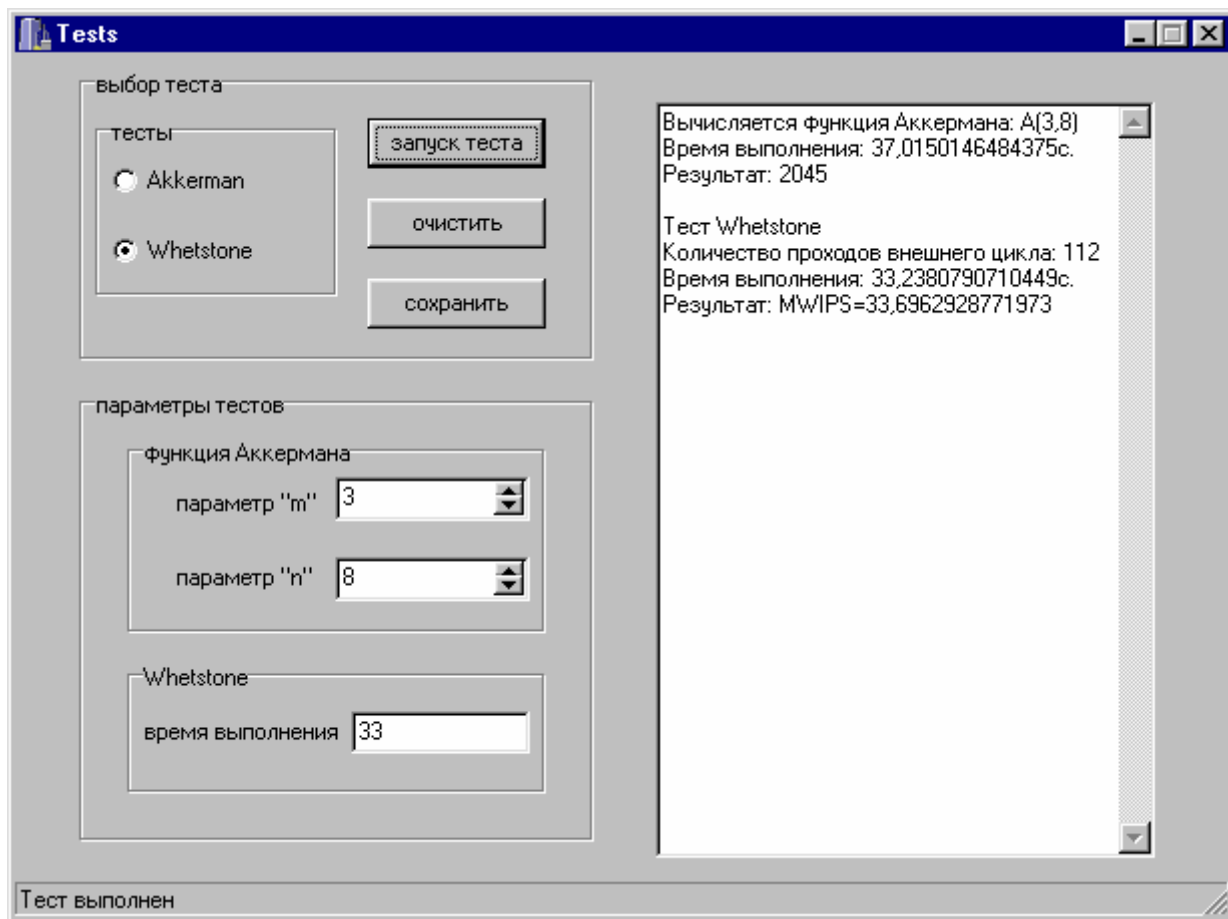 Tests
выбор теста
тесты
Akkerman
Whetstone
запуск теста
очистить
сохранить
параметры тестов
функция Аккермана
параметр "m" 3
параметр "n" 8
Whetstone
время выполнения 33
Вычисляется функция Аккермана: A(3,8)
Время выполнения: 37,0150146484375с.
Результат: 2045
Тест Whetstone
Количество проходов внешнего цикла: 112
Время выполнения: 33,2380790710449с.
Результат: MWIPS=33,6962928771973
Тест выполнен